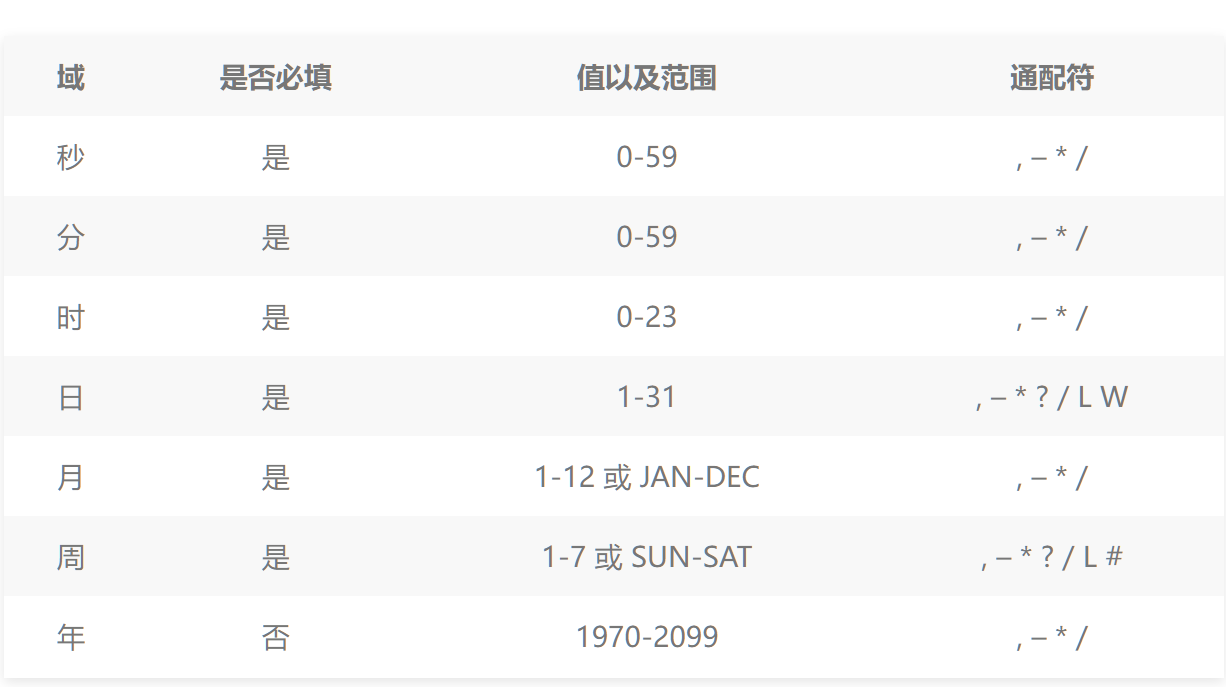 域 是否必填 值以及范围 通配符
秒 是 0-59 , – * /
分 是 0-59 , – * /
时 是 0-23 , – * /
日 是 1-31 , – * ? / L W
月 是 1-12 或 JAN-DEC , – * /
周 是 1-7 或 SUN-SAT , – * ? / L #
年 否 1970-2099 , – * /